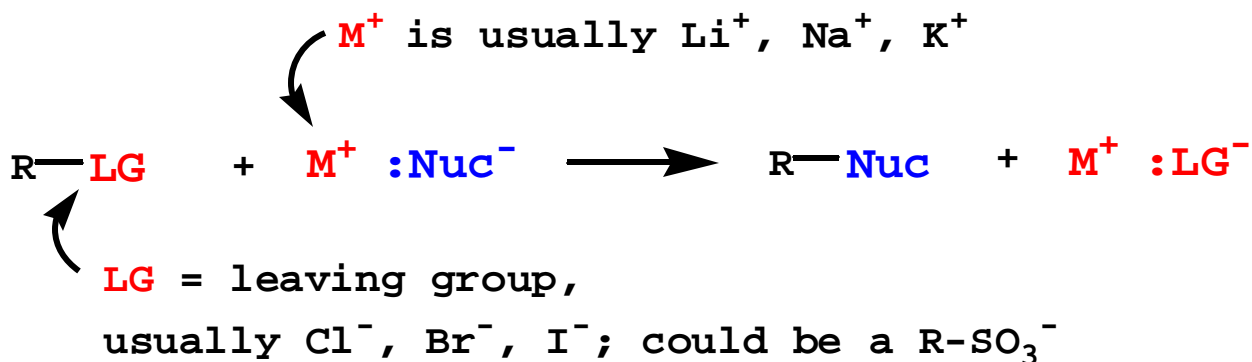 M⁺ is usually Li⁺, Na⁺, K⁺
R—LG + M⁺ :Nuc⁻ → R—Nuc + M⁺ :LG⁻
LG = leaving group,
usually Cl⁻, Br⁻, I⁻; could be a R-SO₃⁻